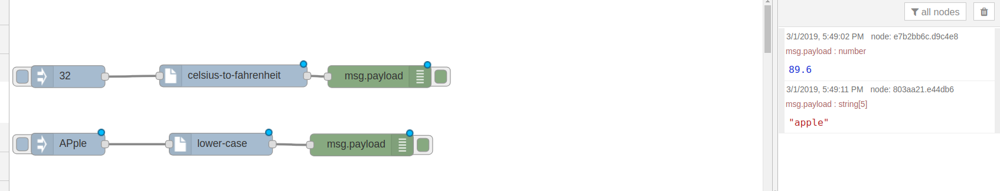 all nodes
3/1/2019, 5:49:02 PM node: e7b2bb6c.d9c4e8
msg.payload : number
89.6
32 celsius-to-fahrenheit msg.payload
3/1/2019, 5:49:11 PM node: 803aa21.e44db6
msg.payload : string[5]
"apple"
APple lower-case msg.payload